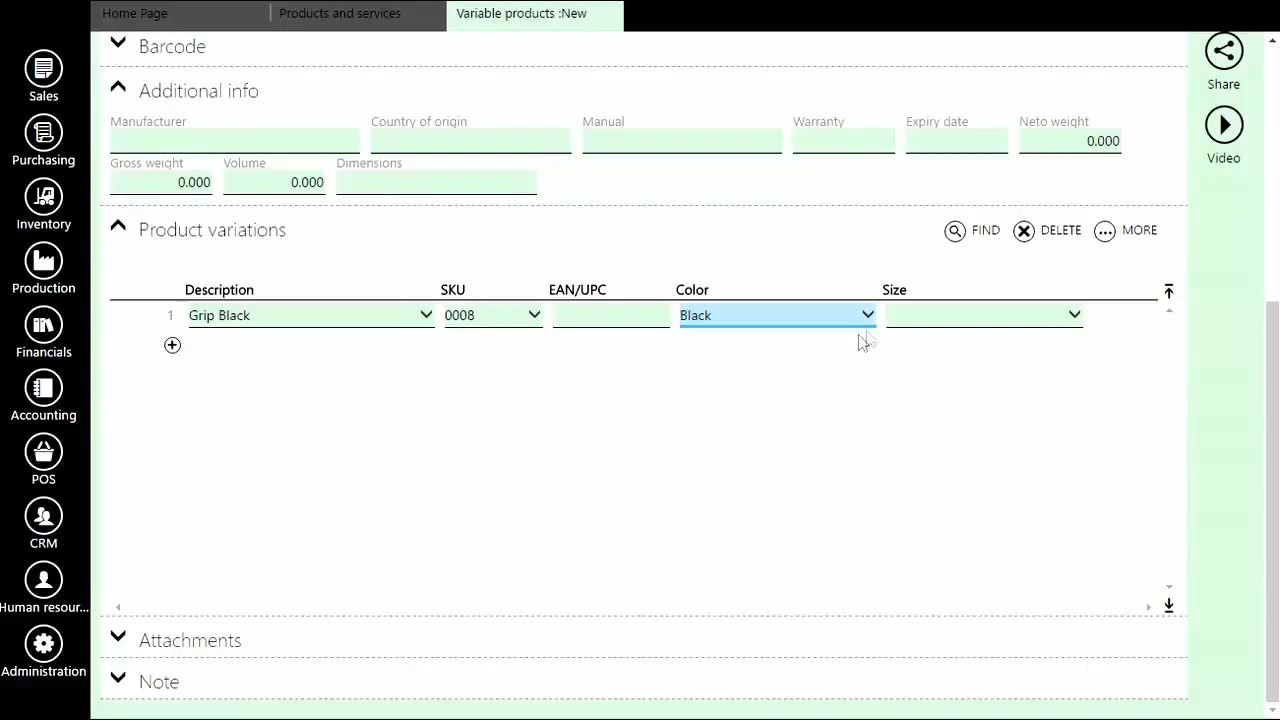 Home Page
Products and services
Variable products :New
Sales
Purchasing
Inventory
Production
Financials
Accounting
POS
CRM
Human resour...
Administration
Barcode
Additional info
Manufacturer Country of origin Manual Warranty Expiry date Neto weight
0.000
Gross weight Volume Dimensions
0.000 0.000
Product variations
FIND DELETE MORE
Description SKU EAN/UPC Color Size
1 Grip Black 0008 Black
Attachments
Note
Share
Video